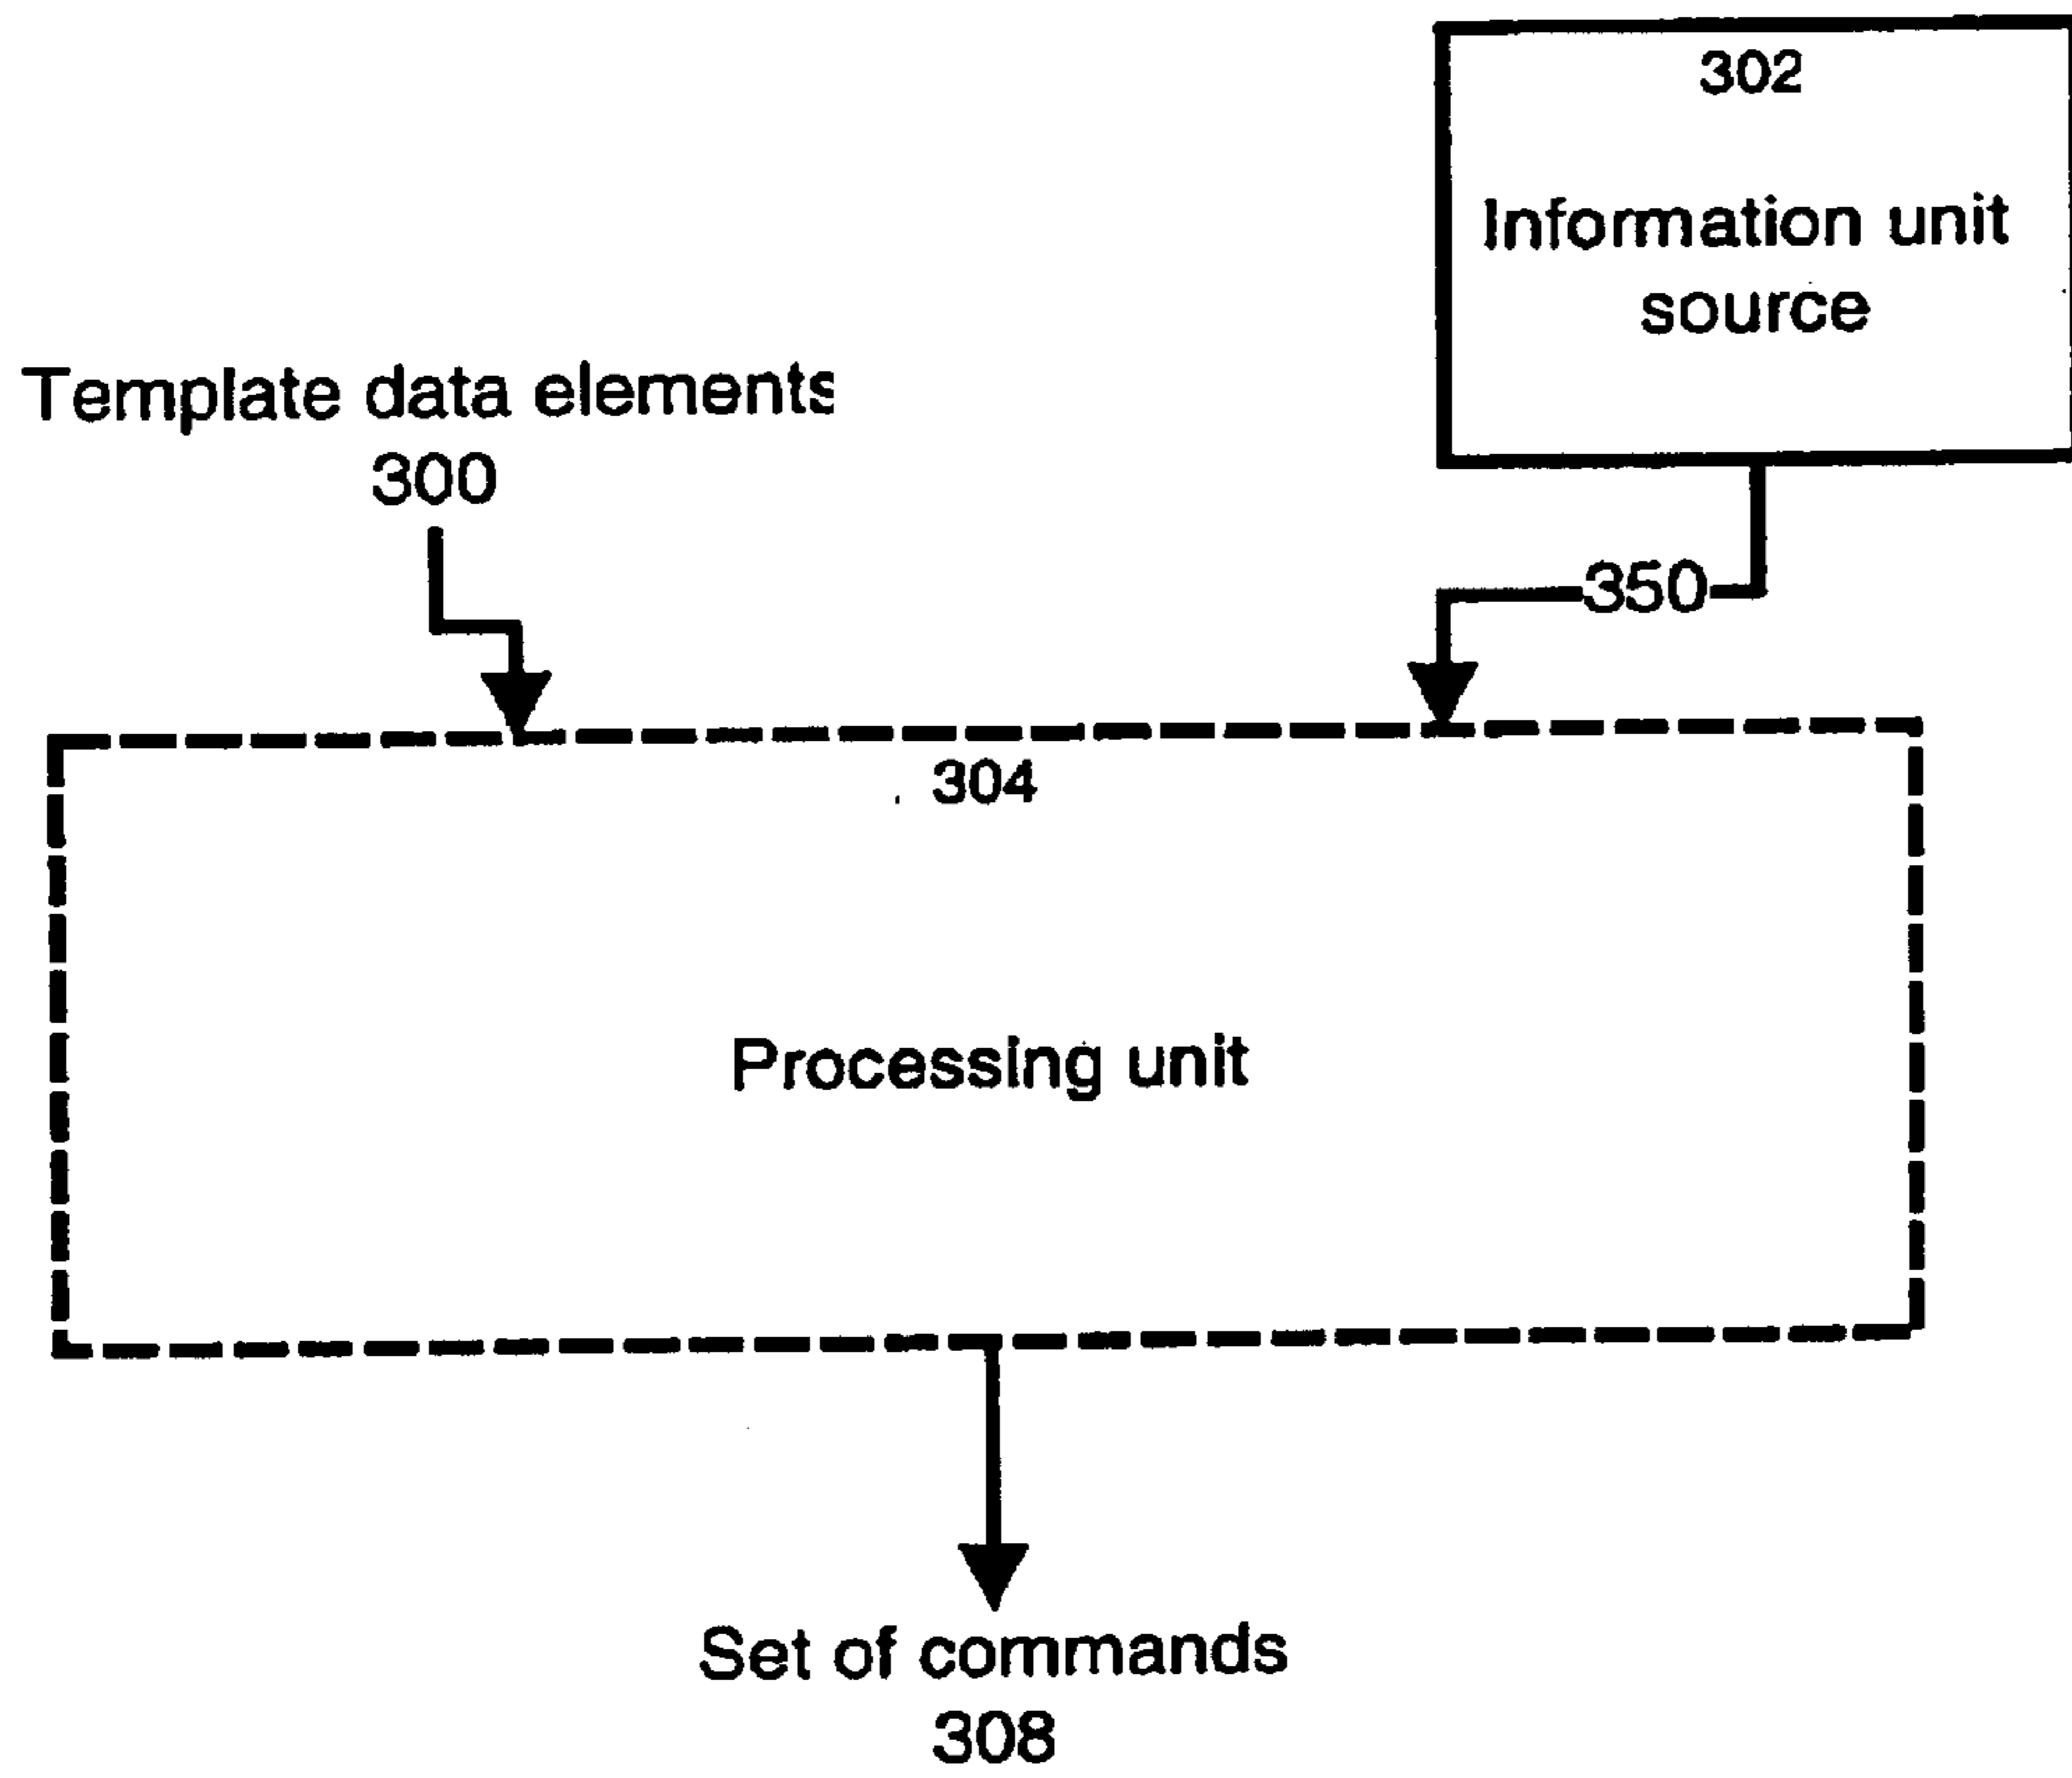 302
Information unit
source
Template data elements
300
350
304
Processing unit
Set of commands
308